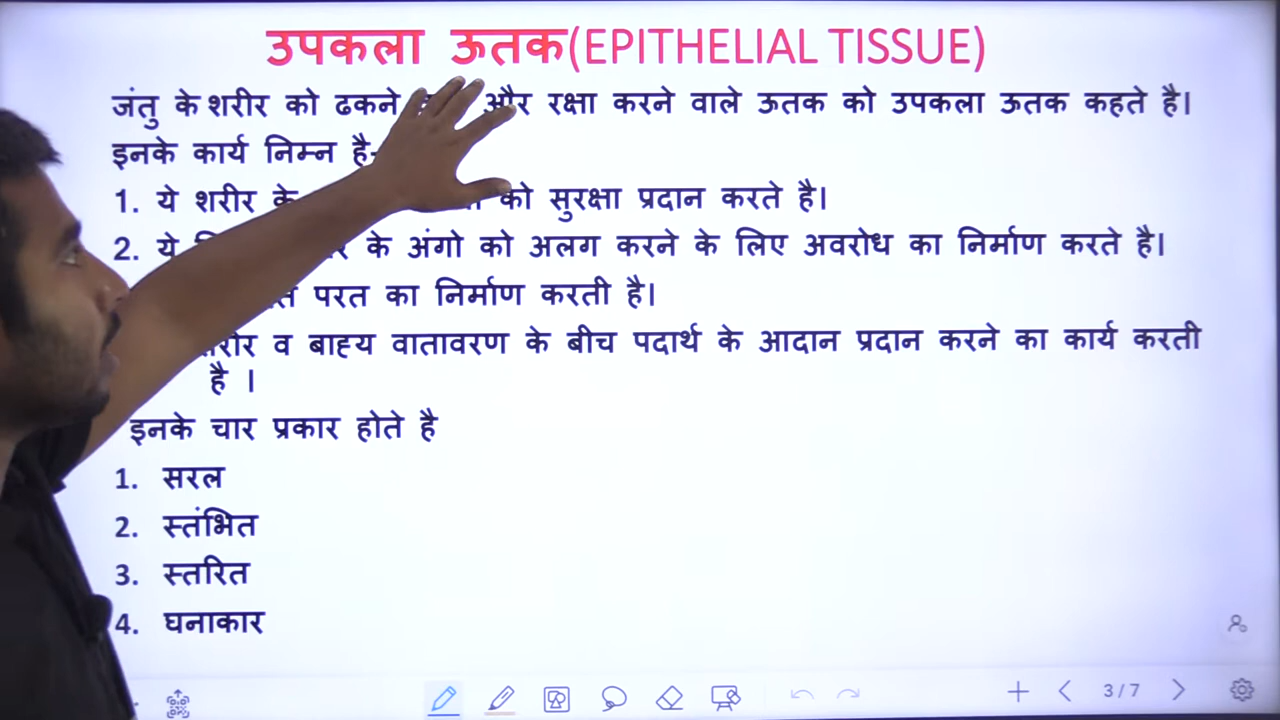 उपकला ऊतक(EPITHELIAL TISSUE)
जंतु के शरीर को ढकने और रक्षा करने वाले ऊतक को उपकला ऊतक कहते है।
इनके कार्य निम्न है-
1. ये शरीर के को सुरक्षा प्रदान करते है।
2. ये के अंगो को अलग करने के लिए अवरोध का निर्माण करते है।
परत का निर्माण करती है।
व बाह्य वातावरण के बीच पदार्थ के आदान प्रदान करने का कार्य करती
है ।
इनके चार प्रकार होते है
1. सरल
2. स्तंभित
3. स्तरित
4. घनाकार
3/7